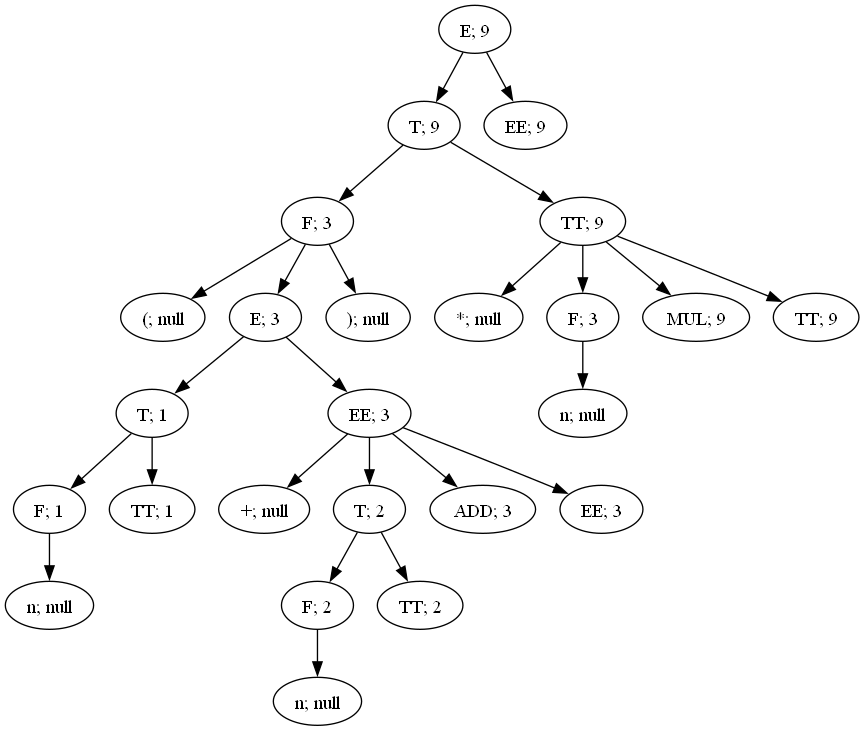 E; 9
T; 9
EE; 9
F; 3
TT; 9
(; null
E; 3
); null
*; null
F; 3
MUL; 9
TT; 9
T; 1
EE; 3
n; null
F; 1
TT; 1
+; null
T; 2
ADD; 3
EE; 3
n; null
F; 2
TT; 2
n; null